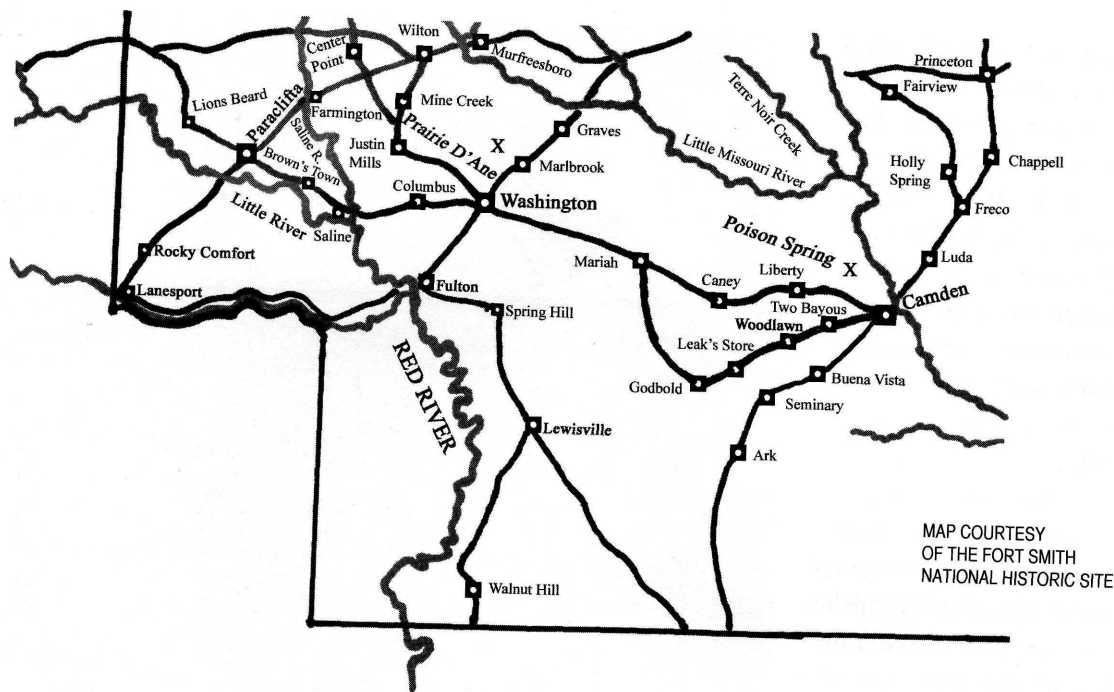 Center
Point
Wilton
Murfreesboro
Princeton
Fairview
Lions Beard
Paraclifta
Farmington
Mine Creek
Terre Noir Creek
Saline R.
Prairie D'Ane
X
Graves
Justin
Mills
Brown's Town
Marlbrook
Little Missouri River
Holly
Spring
Chappell
Columbus
Washington
Freco
Little River
Saline
Poison Spring
X
Rocky Comfort
Mariah
Luda
Lanesport
Fulton
Caney
Liberty
Camden
Spring Hill
Two Bayous
Woodlawn
RED RIVER
Leak's Store
Godbold
Buena Vista
Seminary
Lewisville
Ark
MAP COURTESY
OF THE FORT SMITH
NATIONAL HISTORIC SITE
Walnut Hill